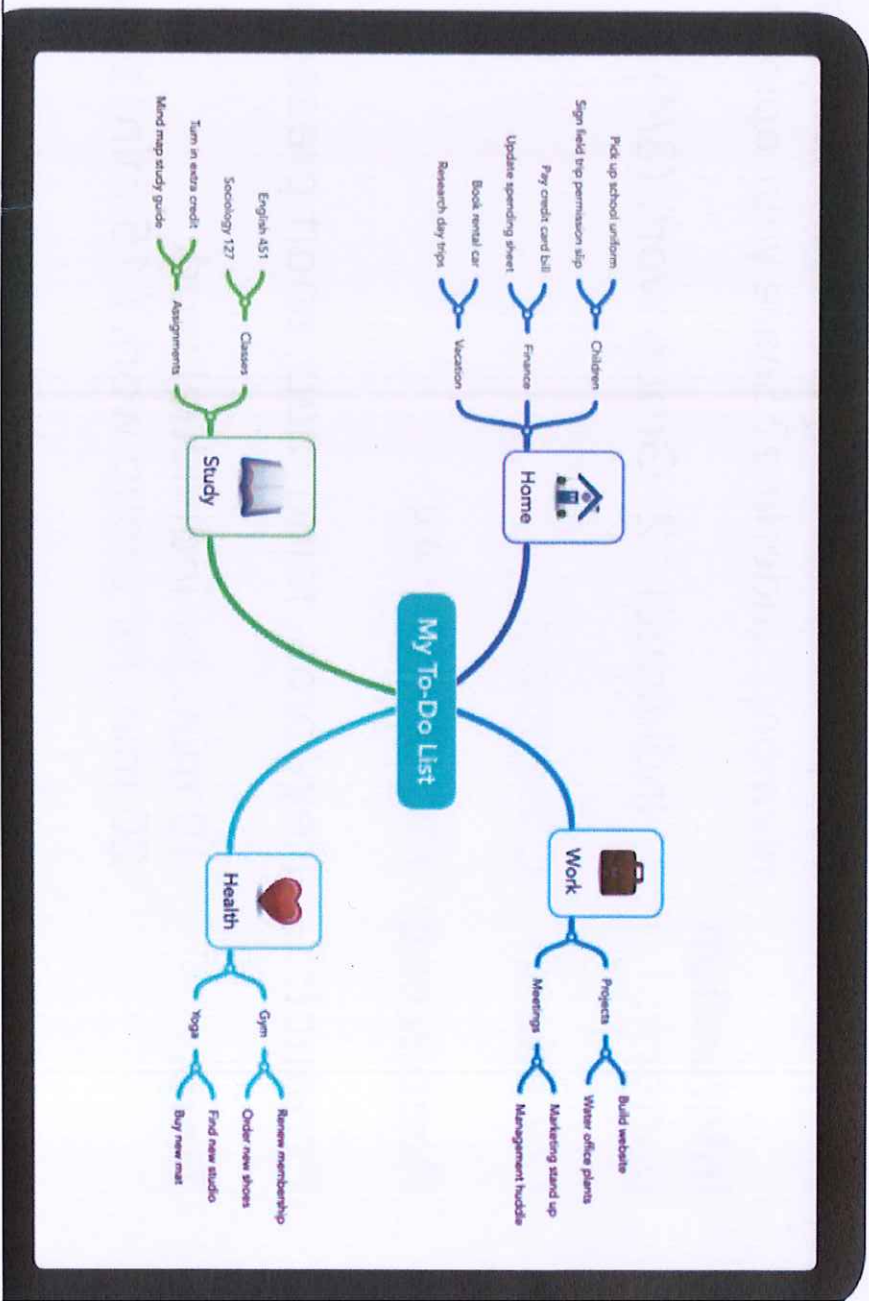 My To-Do List
Home
Children
Pick up school uniform
Sign field trip permission slip
Finance
Pay credit card bill
Update spending sheet
Vacation
Book rental car
Research day trips
Work
Projects
Build website
Water office plants
Meetings
Marketing stand up
Management huddle
Study
Classes
English 451
Sociology 127
Assignments
Turn in extra credit
Mind map study guide
Health
Gym
Renew membership
Order new shoes
Yoga
Find new studio
Buy new mat